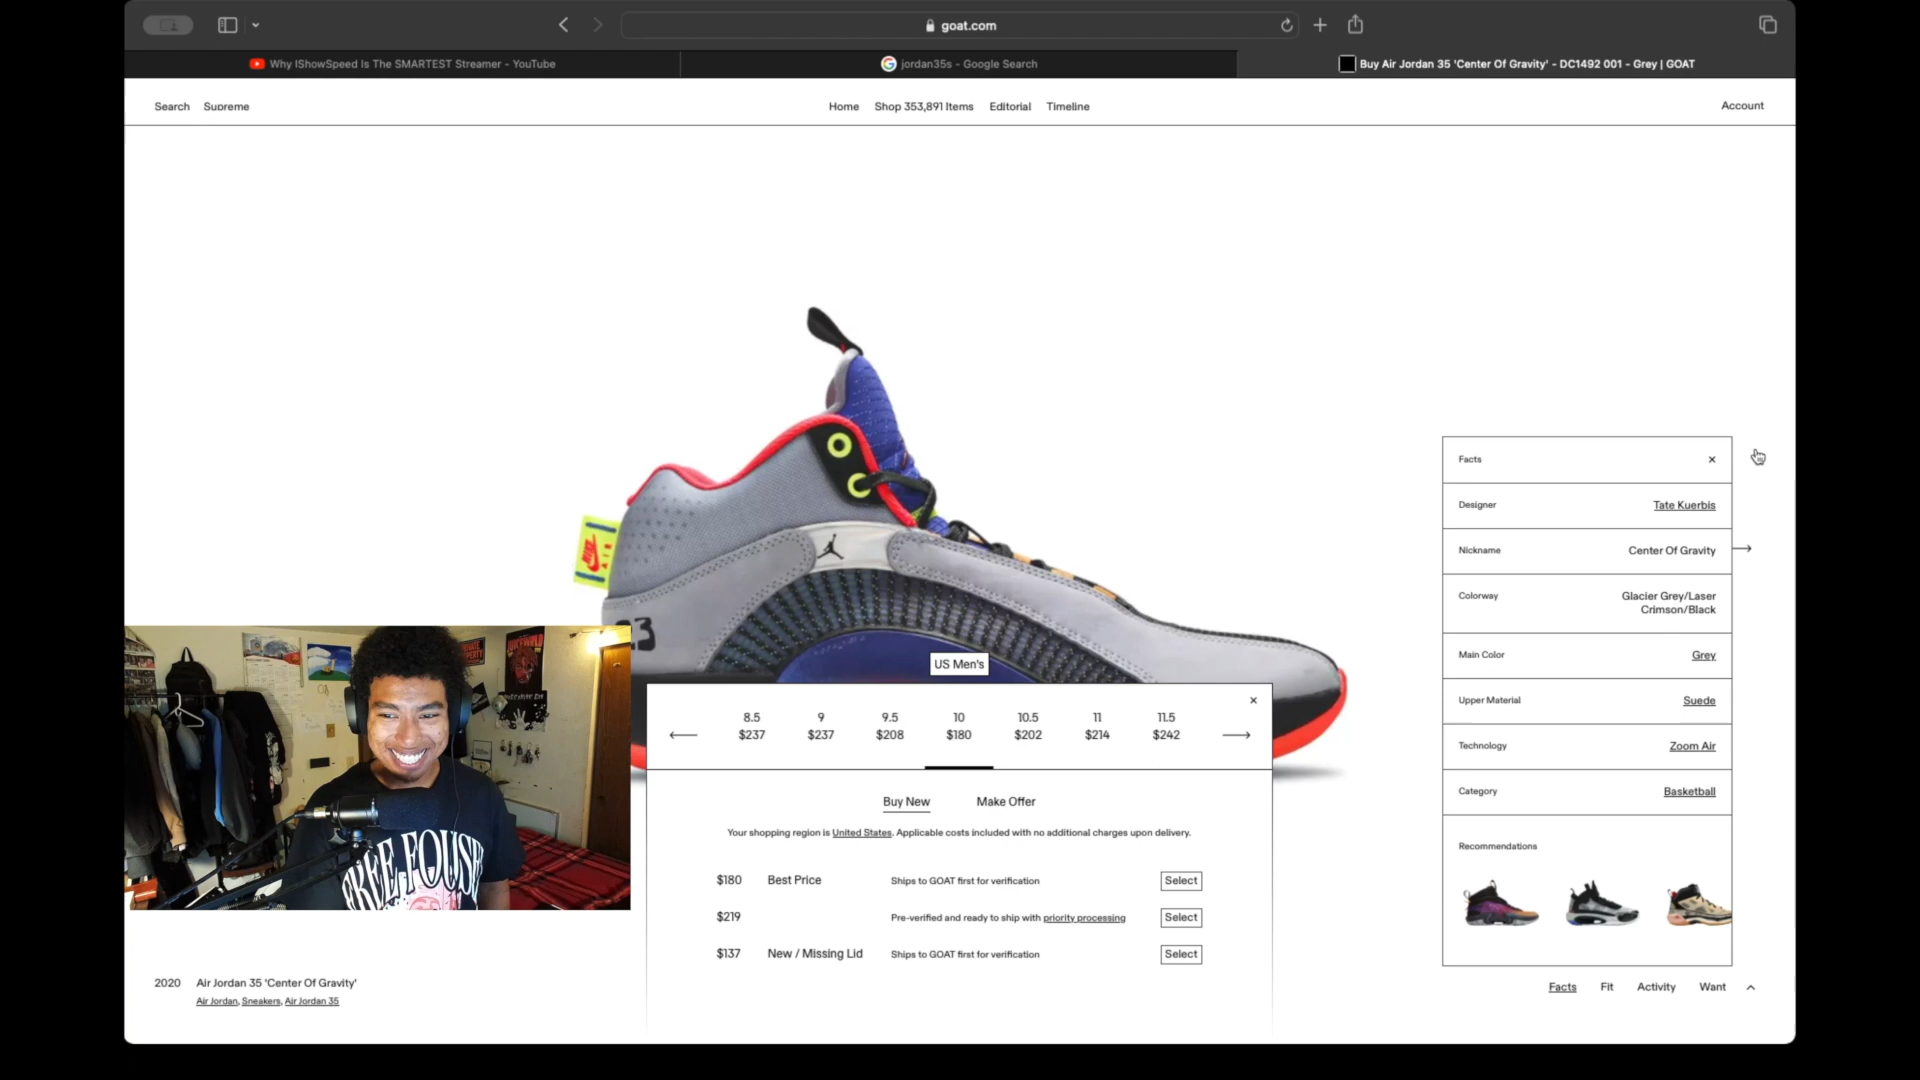 goat.com
Why IShowSpeed Is The SMARTEST Streamer - YouTube
jordan35s - Google Search
Buy Air Jordan 35 'Center Of Gravity' - DC1492 001 - Grey | GOAT
Search Supreme
Home Shop 353,891 Items Editorial Timeline
Account
23
NIKE
AIR
US Men's
8.5 9 9.5 10 10.5 11 11.5
$237 $237 $208 $180 $202 $214 $242
Buy New Make Offer
Your shopping region is United States. Applicable costs included with no additional charges upon delivery.
$180 Best Price Ships to GOAT first for verification Select
$219 Pre-verified and ready to ship with priority processing Select
$137 New / Missing Lid Ships to GOAT first for verification Select
Facts
Designer Tate Kuerbis
Nickname Center Of Gravity
Colorway Glacier Grey/Laser
Crimson/Black
Main Color Grey
Upper Material Suede
Technology Zoom Air
Category Basketball
Recommendations
FREE FOUSEY
2020 Air Jordan 35 'Center Of Gravity'
Air Jordan, Sneakers, Air Jordan 35
Facts Fit Activity Want